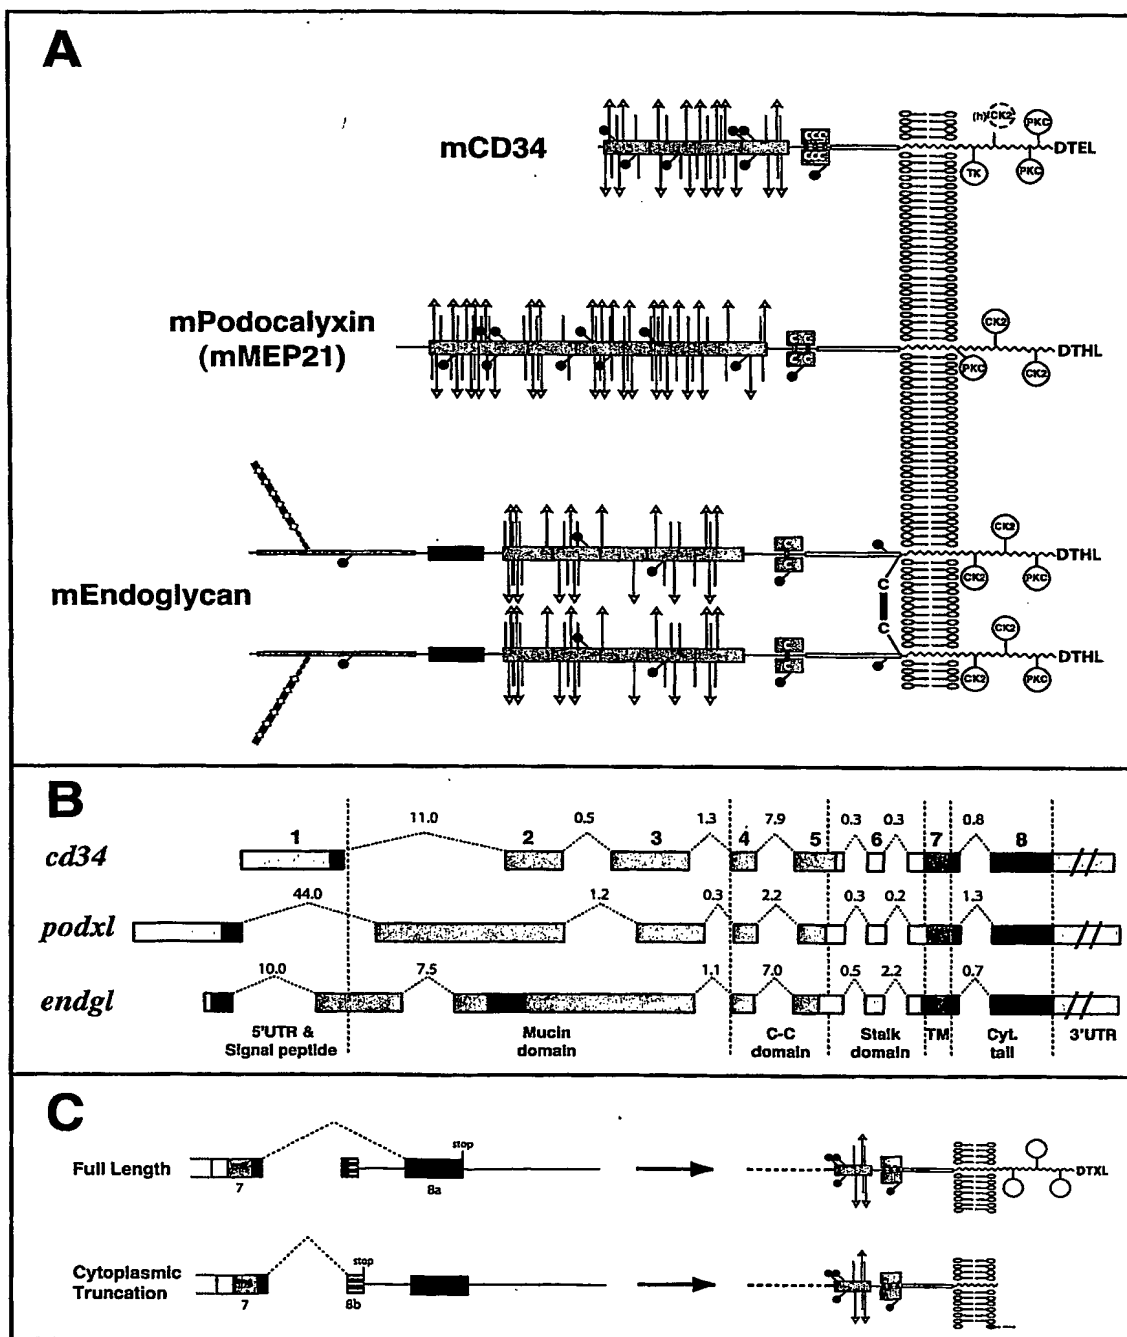 A
mCD34
(h)CK2
PKC
TK
PKC
DTEL
mPodocalyxin
(mMEP21)
CK2
PKC
CK2
DTHL
mEndoglycan
CK2
CK2
PKC
DTHL
C
C
CK2
CK2
PKC
DTHL
B
cd34
1 11.0 2 0.5 3 1.3 4 7.9 5 0.3 6 0.3 7 0.8 8
podxl
44.0 1.2 0.3 2.2 0.3 0.2 1.3
endgl
10.0 7.5 1.1 7.0 0.5 2.2 0.7
5'UTR &
Signal peptide
Mucin
domain
C-C
domain
Stalk
domain
TM
Cyt.
tail
3'UTR
C
Full Length
7
stop
8a
DTXL
Cytoplasmic
Truncation
7
stop
8b